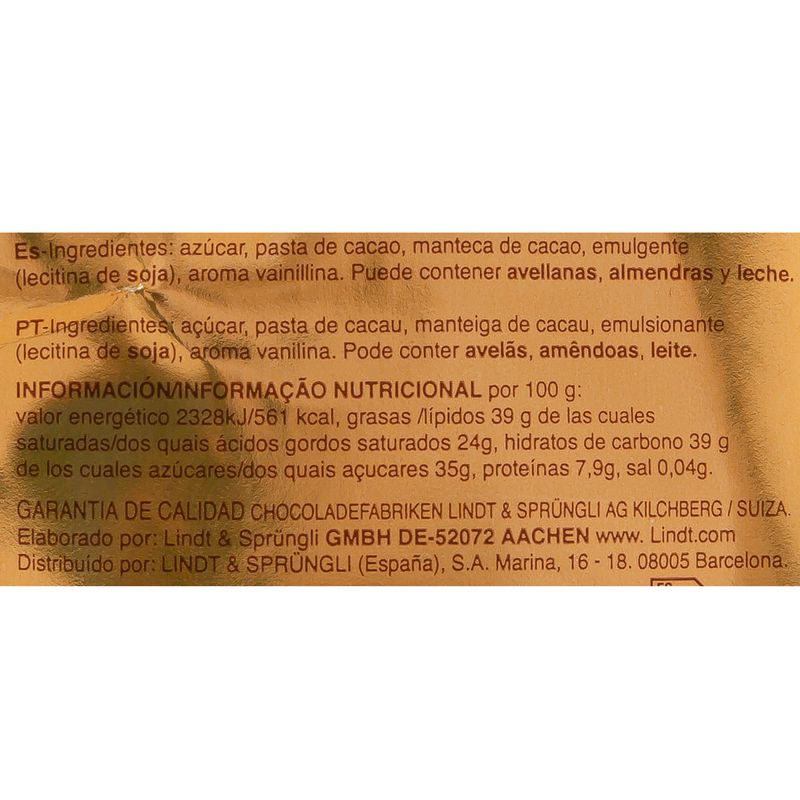 Es-Ingredientes: azúcar, pasta de cacao, manteca de cacao, emulgente
(lecitina de soja), aroma vainillina. Puede contener avellanas, almendras y leche.
PT-Ingredientes: açúcar, pasta de cacau, manteiga de cacau, emulsionante
(lecitina de soja), aroma vanilina. Pode conter avelãs, amêndoas, leite.
INFORMACIÓN/INFORMAÇÃO NUTRICIONAL por 100 g:
valor energético 2328kJ/561 kcal, grasas /lípidos 39 g de las cuales
saturadas/dos quais ácidos gordos saturados 24g, hidratos de carbono 39 g
de los cuales azúcares/dos quais açucares 35g, proteínas 7,9g, sal 0,04g.
GARANTIA DE CALIDAD CHOCOLADEFABRIKEN LINDT & SPRÜNGLI AG KILCHBERG / SUIZA.
Elaborado por: Lindt & Sprüngli GMBH DE-52072 AACHEN www. Lindt.com
Distribuído por: LINDT & SPRÜNGLI (España), S.A. Marina, 16 - 18. 08005 Barcelona.